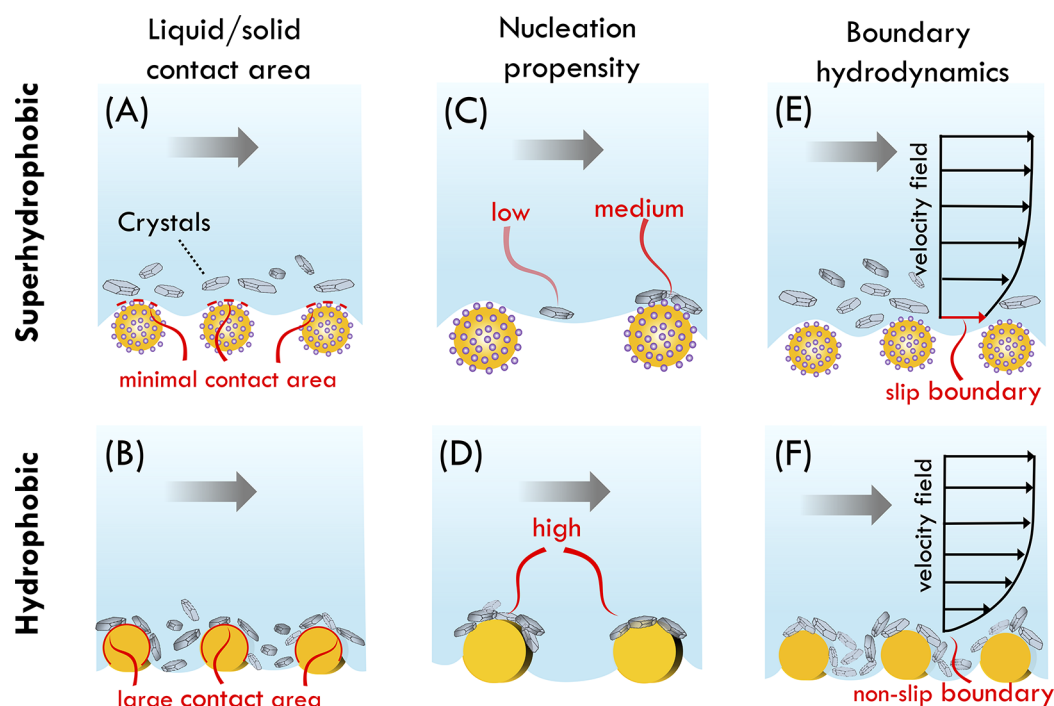 Liquid/solid
contact area
Nucleation
propensity
Boundary
hydrodynamics
Superhydrophobic
(A)
Crystals
minimal contact area
(C)
low
medium
(E)
velocity field
slip boundary
Hydrophobic
(B)
large contact area
(D)
high
(F)
velocity field
non-slip boundary